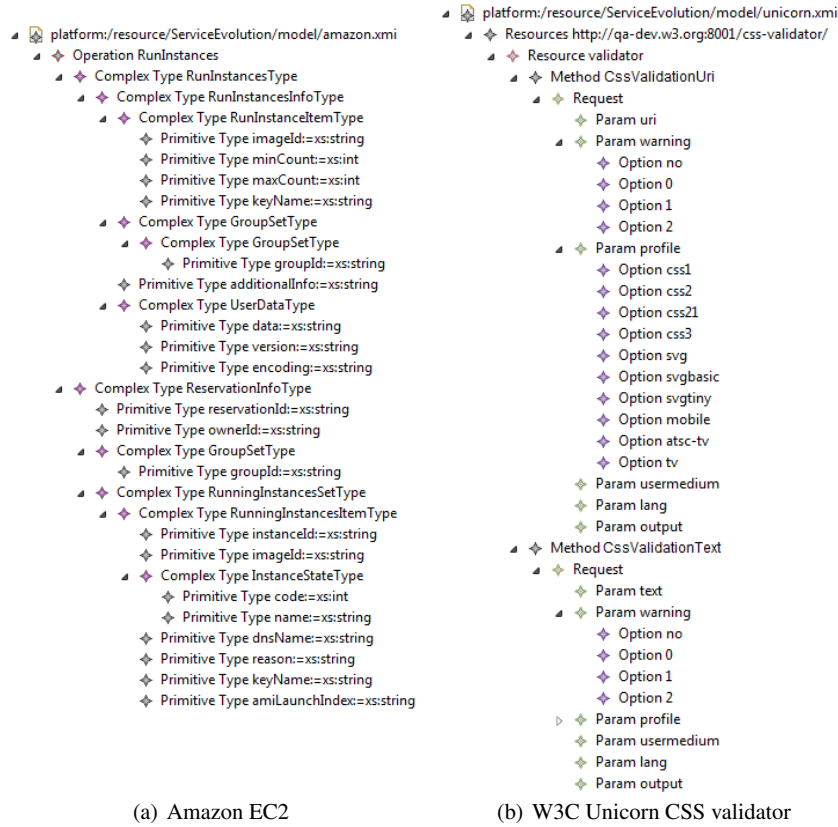 platform:/resource/ServiceEvolution/model/amazon.xmi
Operation RunInstances
Complex Type RunInstancesType
Complex Type RunInstancesInfoType
Complex Type RunInstanceItemType
Primitive Type imageId:=xs:string
Primitive Type minCount:=xs:int
Primitive Type maxCount:=xs:int
Primitive Type keyName:=xs:string
Complex Type GroupSetType
Complex Type GroupSetType
Primitive Type groupId:=xs:string
Primitive Type additionalInfo:=xs:string
Complex Type UserDataType
Primitive Type data:=xs:string
Primitive Type version:=xs:string
Primitive Type encoding:=xs:string
Complex Type ReservationInfoType
Primitive Type reservationId:=xs:string
Primitive Type ownerId:=xs:string
Complex Type GroupSetType
Primitive Type groupId:=xs:string
Complex Type RunningInstancesSetType
Complex Type RunningInstancesItemType
Primitive Type instanceId:=xs:string
Primitive Type imageId:=xs:string
Complex Type InstanceStateType
Primitive Type code:=xs:int
Primitive Type name:=xs:string
Primitive Type dnsName:=xs:string
Primitive Type reason:=xs:string
Primitive Type keyName:=xs:string
Primitive Type amiLaunchIndex:=xs:string
(a) Amazon EC2
platform:/resource/ServiceEvolution/model/unicorn.xmi
Resources http://qa-dev.w3.org:8001/css-validator/
Resource validator
Method CssValidationUri
Request
Param uri
Param warning
Option no
Option 0
Option 1
Option 2
Param profile
Option css1
Option css2
Option css21
Option css3
Option svg
Option svgbasic
Option svgtiny
Option mobile
Option atsc-tv
Option tv
Param usermedium
Param lang
Param output
Method CssValidationText
Request
Param text
Param warning
Option no
Option 0
Option 1
Option 2
Param profile
Param usermedium
Param lang
Param output
(b) W3C Unicorn CSS validator